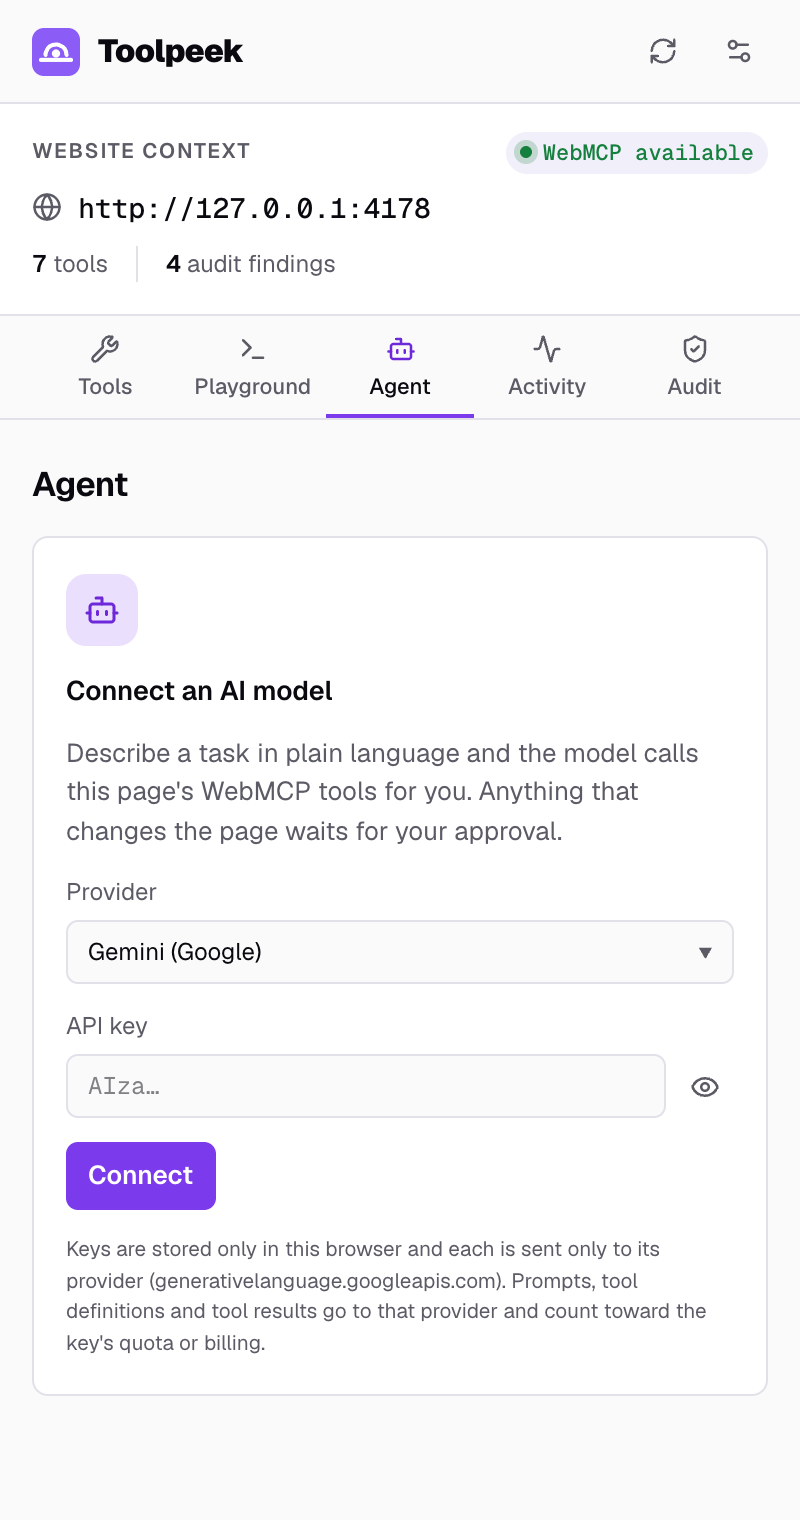 Toolpeek
WEBSITE CONTEXT
WebMCP available
http://127.0.0.1:4178
7 tools
4 audit findings
Tools
Playground
Agent
Activity
Audit
Agent
Connect an AI model
Describe a task in plain language and the model calls
this page's WebMCP tools for you. Anything that
changes the page waits for your approval.
Provider
Gemini (Google)
API key
AIza…
Connect
Keys are stored only in this browser and each is sent only to its
provider (generativelanguage.googleapis.com). Prompts, tool
definitions and tool results go to that provider and count toward the
key's quota or billing.